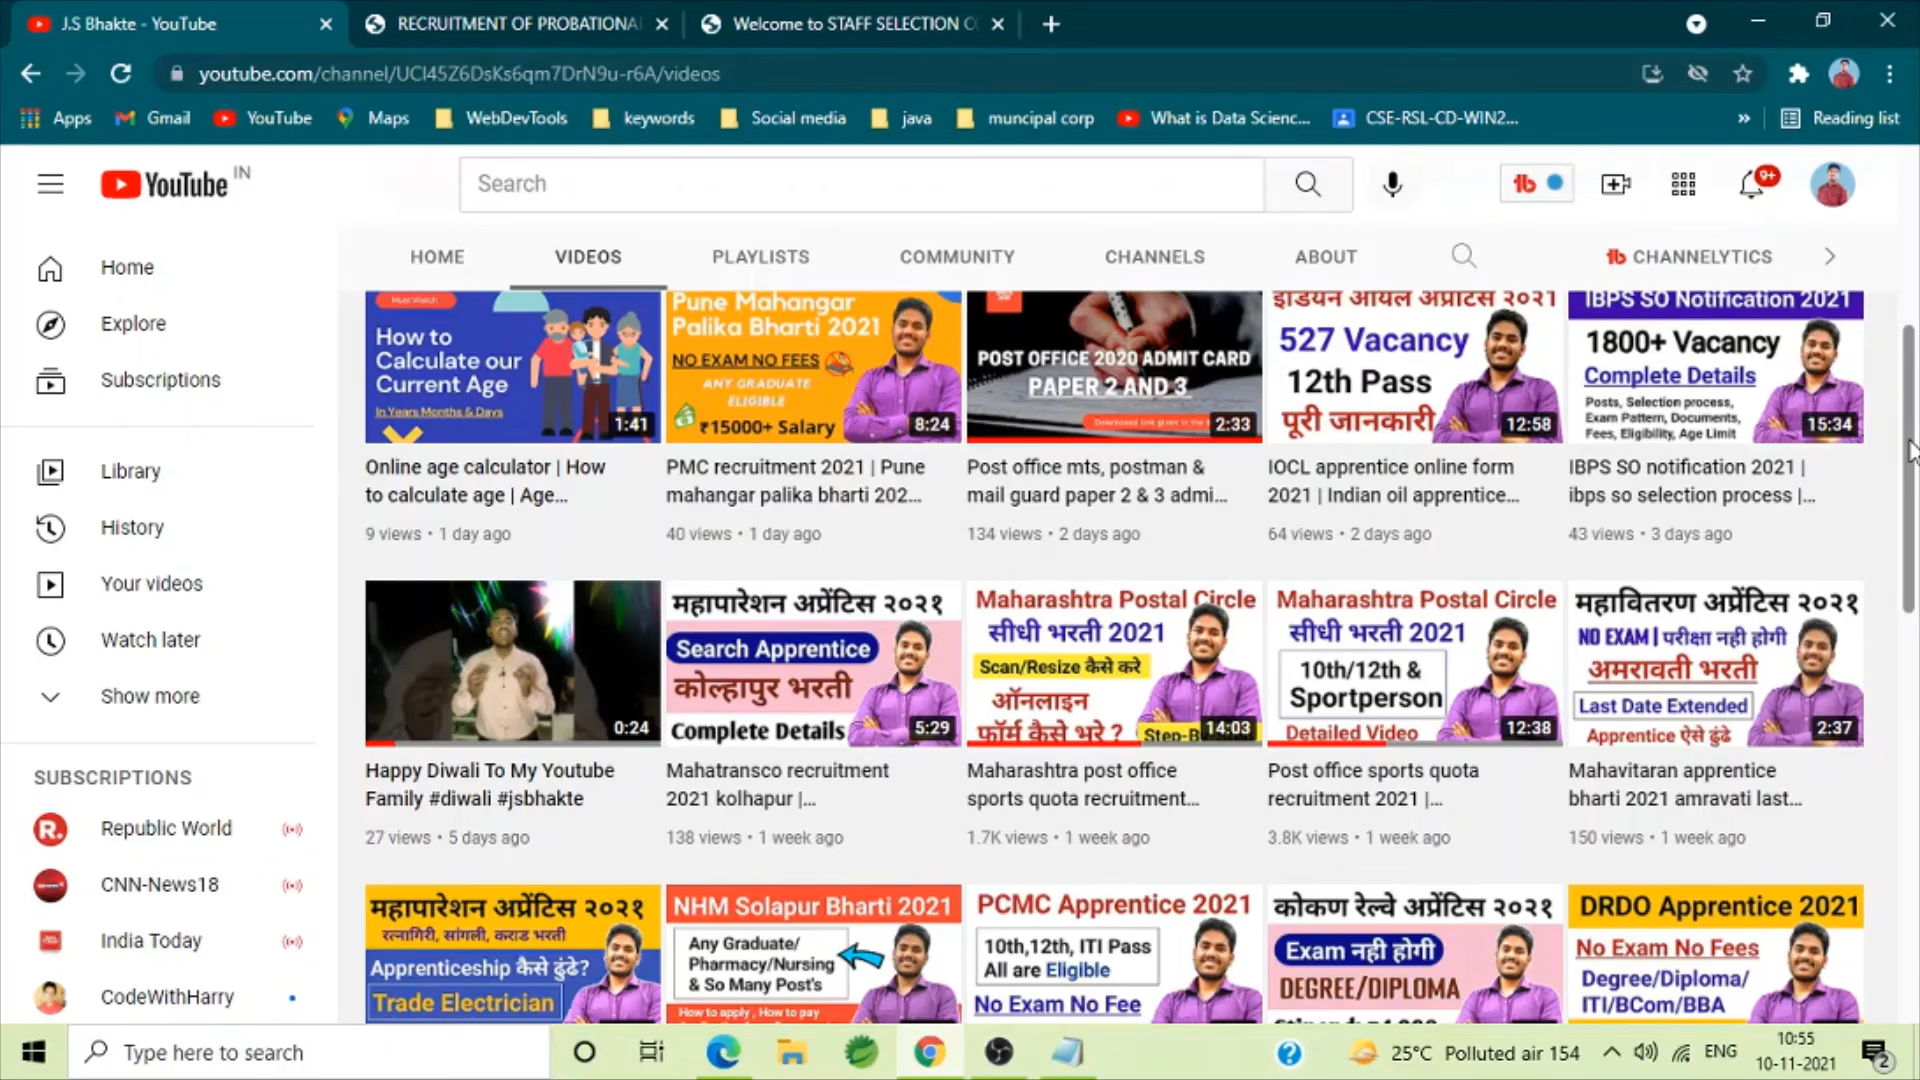 J.S Bhakte - YouTube
RECRUITMENT OF PROBATIONA
Welcome to STAFF SELECTION C
youtube.com/channel/UCl45Z6DsKs6qm7DrN9u-r6A/videos
Apps
Gmail
YouTube
Maps
WebDevTools
keywords
Social media
java
muncipal corp
What is Data Scienc...
CSE-RSL-CD-WIN2...
»
Reading list
YouTube IN
Search
9+
Home
Explore
Subscriptions
Library
History
Your videos
Watch later
Show more
SUBSCRIPTIONS
Republic World
CNN-News18
India Today
CodeWithHarry
HOME
VIDEOS
PLAYLISTS
COMMUNITY
CHANNELS
ABOUT
CHANNELYTICS
Must Watch
How to
Calculate our
Current Age
In Years Months & Days
1:41
Online age calculator | How
to calculate age | Age...
9 views • 1 day ago
Pune Mahangar
Palika Bharti 2021
NO EXAM NO FEES
ANY GRADUATE
ELIGIBLE
₹15000+ Salary
8:24
PMC recruitment 2021 | Pune
mahangar palika bharti 202...
40 views • 1 day ago
POST OFFICE 2020 ADMIT CARD
PAPER 2 AND 3
Download link given in the
2:33
Post office mts, postman &
mail guard paper 2 & 3 admi...
134 views • 2 days ago
इंडियन ऑयल अप्रेंटिस २०२१
527 Vacancy
12th Pass
पूरी जानकारी
12:58
IOCL apprentice online form
2021 | Indian oil apprentice...
64 views • 2 days ago
IBPS SO Notification 2021
1800+ Vacancy
Complete Details
Posts, Selection process,
Exam Pattern, Documents,
Fees, Eligibility, Age Limit
15:34
IBPS SO notification 2021 |
ibps so selection process |...
43 views • 3 days ago
0:24
Happy Diwali To My Youtube
Family #diwali #jsbhakte
27 views • 5 days ago
महापारेशन अप्रेंटिस २०२१
Search Apprentice
कोल्हापुर भरती
Complete Details
5:29
Mahatransco recruitment
2021 kolhapur |...
138 views • 1 week ago
Maharashtra Postal Circle
सीधी भरती 2021
Scan/Resize कैसे करे
ऑनलाइन
फॉर्म कैसे भरे ?
14:03
Maharashtra post office
sports quota recruitment...
1.7K views • 1 week ago
Maharashtra Postal Circle
सीधी भरती 2021
10th/12th &
Sportperson
Detailed Video
12:38
Post office sports quota
recruitment 2021 |...
3.8K views • 1 week ago
महावितरण अप्रेंटिस २०२१
NO EXAM | परीक्षा नही होगी
अमरावती भरती
Last Date Extended
Apprentice ऐसे ढुंढे
2:37
Mahavitaran apprentice
bharti 2021 amravati last...
150 views • 1 week ago
महापारेशन अप्रेंटिस २०२१
रत्नागिरी, सांगली, कराड भरती
Apprenticeship कैसे ढुंढे?
Trade Electrician
NHM Solapur Bharti 2021
Any Graduate/
Pharmacy/Nursing
& So Many Post's
How to apply , How to pay
PCMC Apprentice 2021
10th,12th, ITI Pass
All are Eligible
No Exam No Fee
कोकण रेल्वे अप्रेंटिस २०२१
Exam नही होगी
DEGREE/DIPLOMA
DRDO Apprentice 2021
No Exam No Fees
Degree/Diploma/
ITI/BCom/BBA
Type here to search
25°C Polluted air 154
ENG
10:55
10-11-2021
2